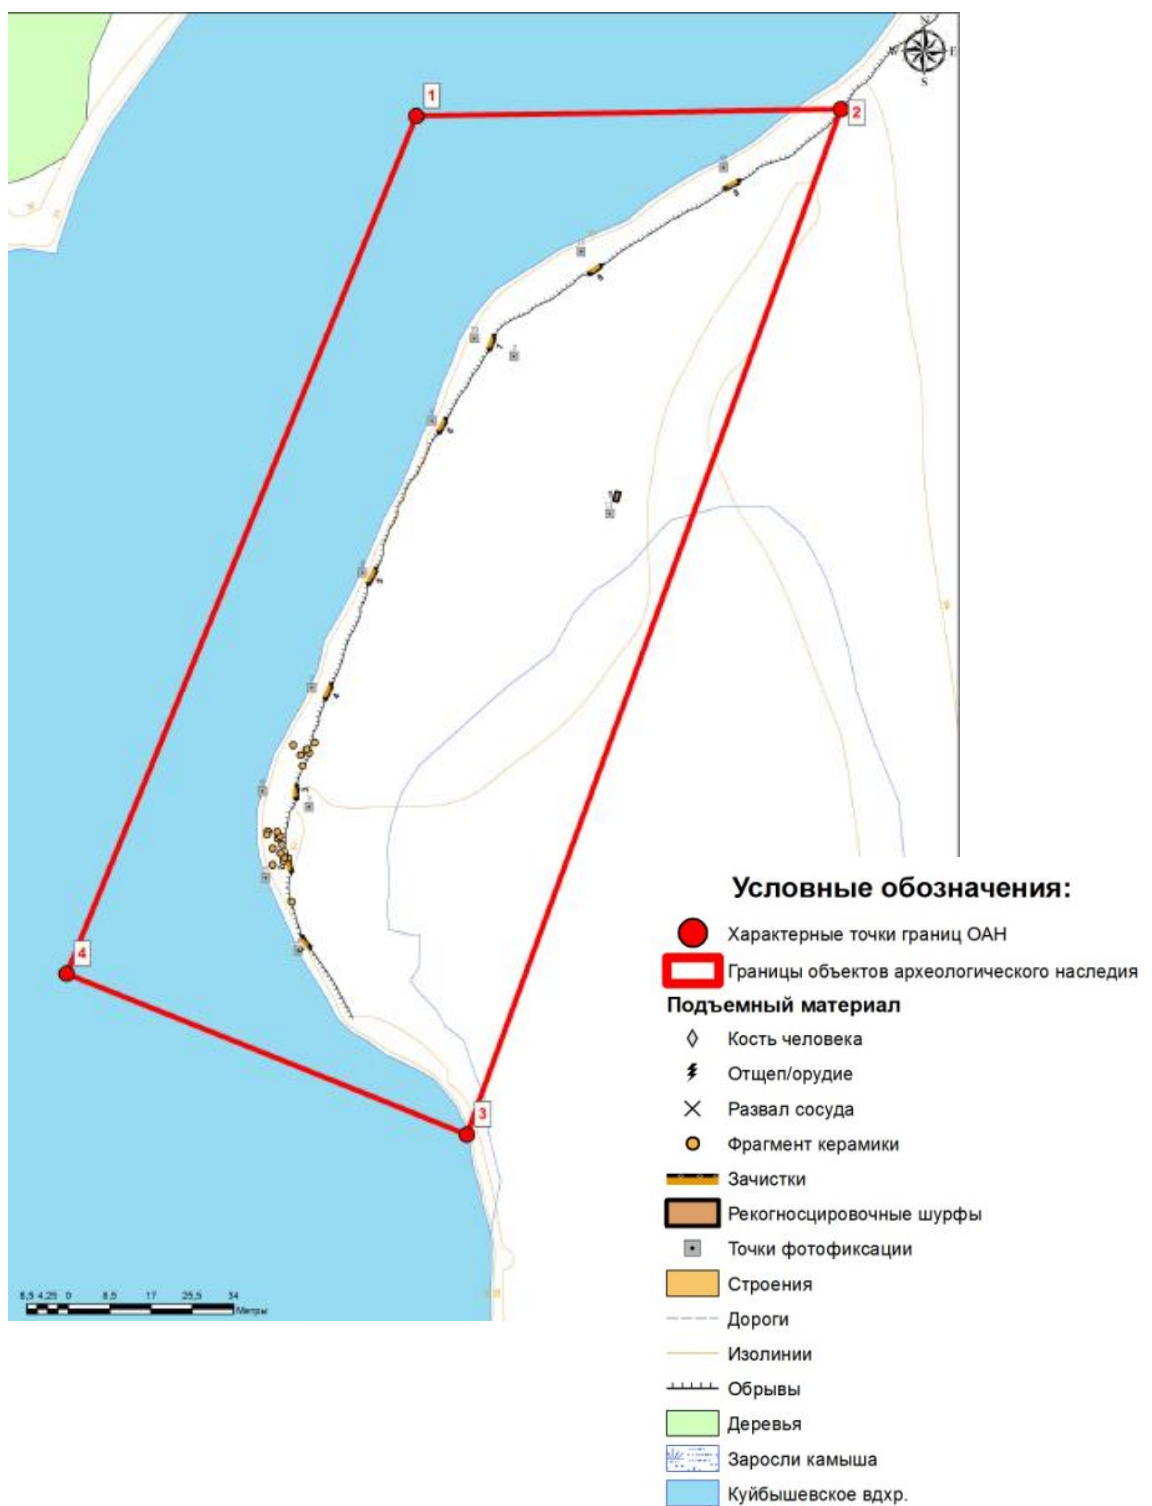 N
W E
S
1
2
3
4
Условные обозначения:
Характерные точки границ ОАН
Границы объектов археологического наследия
Подъемный материал
Кость человека
Отщеп/орудие
Развал сосуда
Фрагмент керамики
Зачистки
Рекогносцировочные шурфы
Точки фотофиксации
Строения
Дороги
Изолинии
Обрывы
Деревья
Заросли камыша
Куйбышевское вдхр.
8,5 4,25 0 8,5 17 25,5 34
Метры